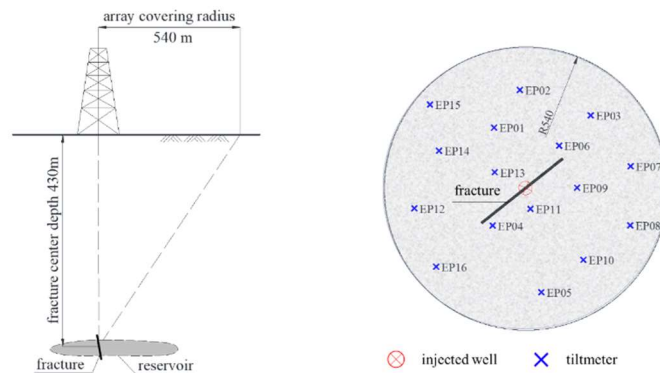 array covering radius
540 m
fracture center depth 430m
fracture
reservoir
EP02
EP15
EP03
R540
EP01
EP06
EP14
EP07
EP13
EP09
fracture
EP12
EP11
EP04
EP08
EP10
EP16
EP05
injected well
tiltmeter